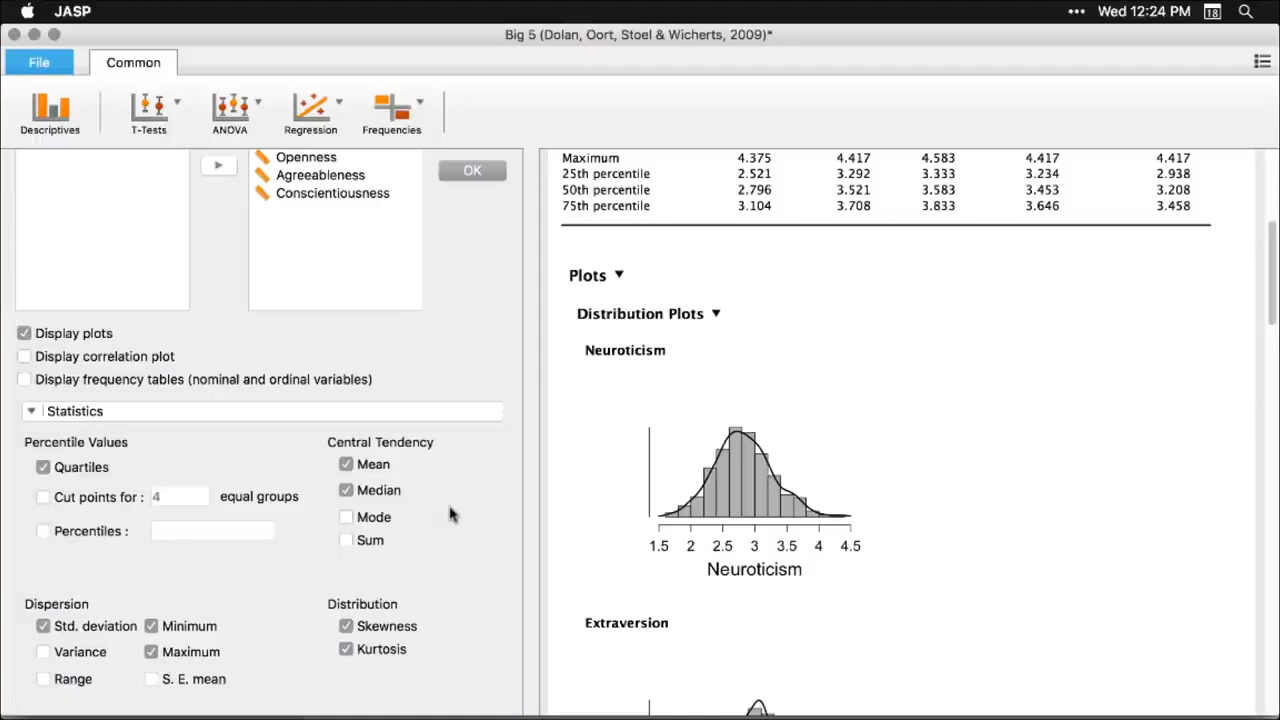 JASP
••• Wed 12:24 PM 18
Big 5 (Dolan, Oort, Stoel & Wicherts, 2009)*
File Common
Descriptives T-Tests ANOVA Regression Frequencies
Openness
Agreeableness
Conscientiousness
OK
Display plots
Display correlation plot
Display frequency tables (nominal and ordinal variables)
Statistics
Percentile Values
Quartiles
Cut points for : 4 equal groups
Percentiles :
Central Tendency
Mean
Median
Mode
Sum
Dispersion
Std. deviation Minimum
Variance Maximum
Range S. E. mean
Distribution
Skewness
Kurtosis
Maximum 4.375 4.417 4.583 4.417 4.417
25th percentile 2.521 3.292 3.333 3.234 2.938
50th percentile 2.796 3.521 3.583 3.453 3.208
75th percentile 3.104 3.708 3.833 3.646 3.458
Plots
Distribution Plots
Neuroticism
1.5 2 2.5 3 3.5 4 4.5
Neuroticism
Extraversion